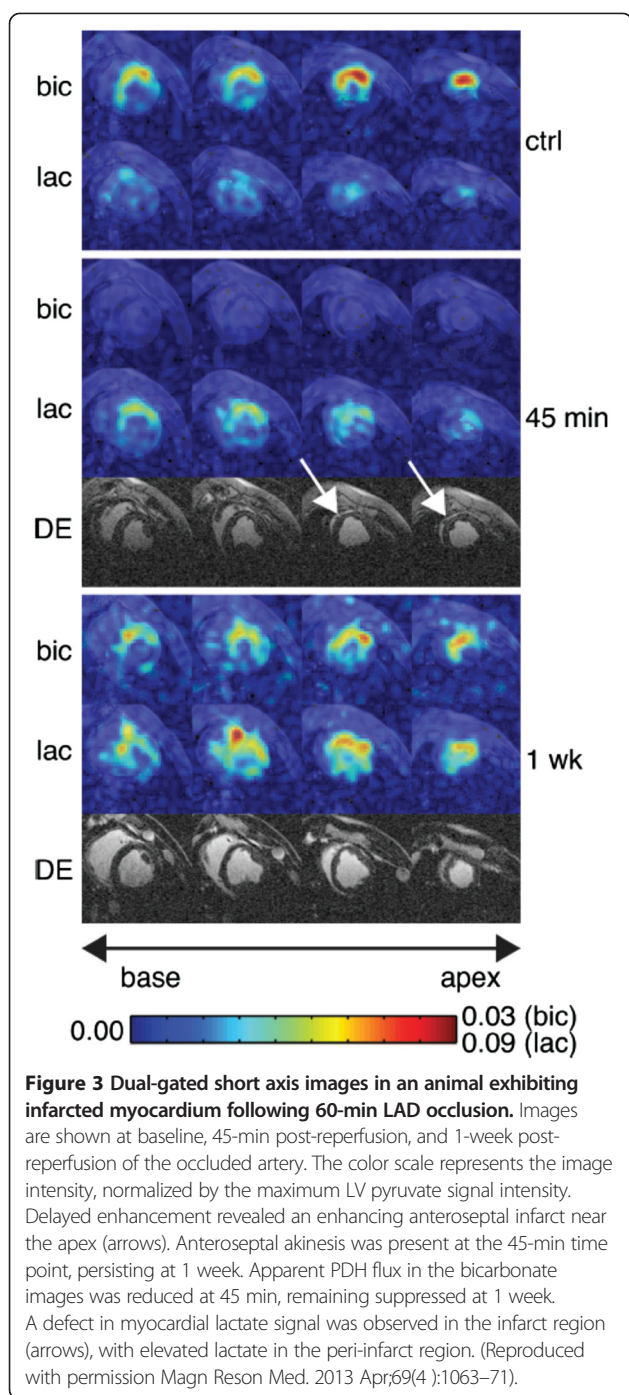 bic
ctrl
lac
bic
lac
45 min
DE
bic
lac
1 wk
DE
base
apex
0.00
0.03 (bic)
0.09 (lac)
Figure 3 Dual-gated short axis images in an animal exhibiting
infarcted myocardium following 60-min LAD occlusion. Images
are shown at baseline, 45-min post-reperfusion, and 1-week post-
reperfusion of the occluded artery. The color scale represents the image
intensity, normalized by the maximum LV pyruvate signal intensity.
Delayed enhancement revealed an enhancing anteroseptal infarct near
the apex (arrows). Anteroseptal akinesis was present at the 45-min time
point, persisting at 1 week. Apparent PDH flux in the bicarbonate
images was reduced at 45 min, remaining suppressed at 1 week.
A defect in myocardial lactate signal was observed in the infarct region
(arrows), with elevated lactate in the peri-infarct region. (Reproduced
with permission Magn Reson Med. 2013 Apr;69(4 ):1063–71).